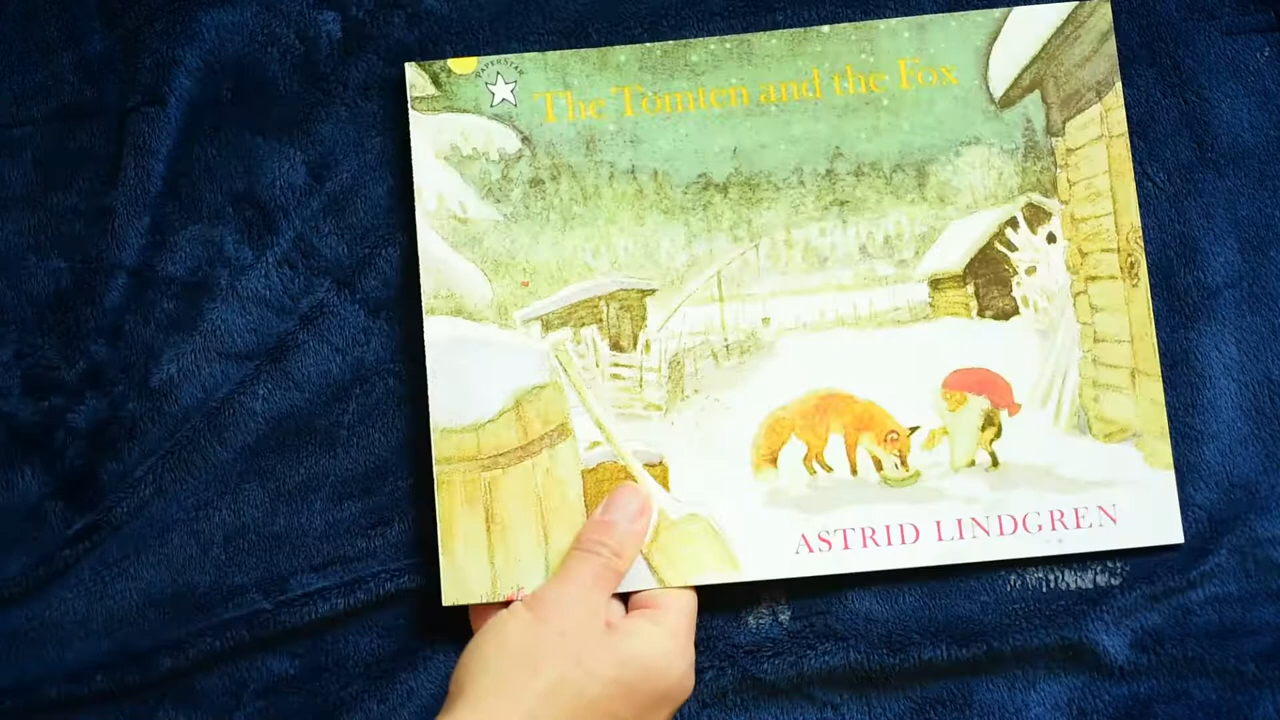 PAPERSTAR
The Tomten and the Fox
ASTRID LINDGREN